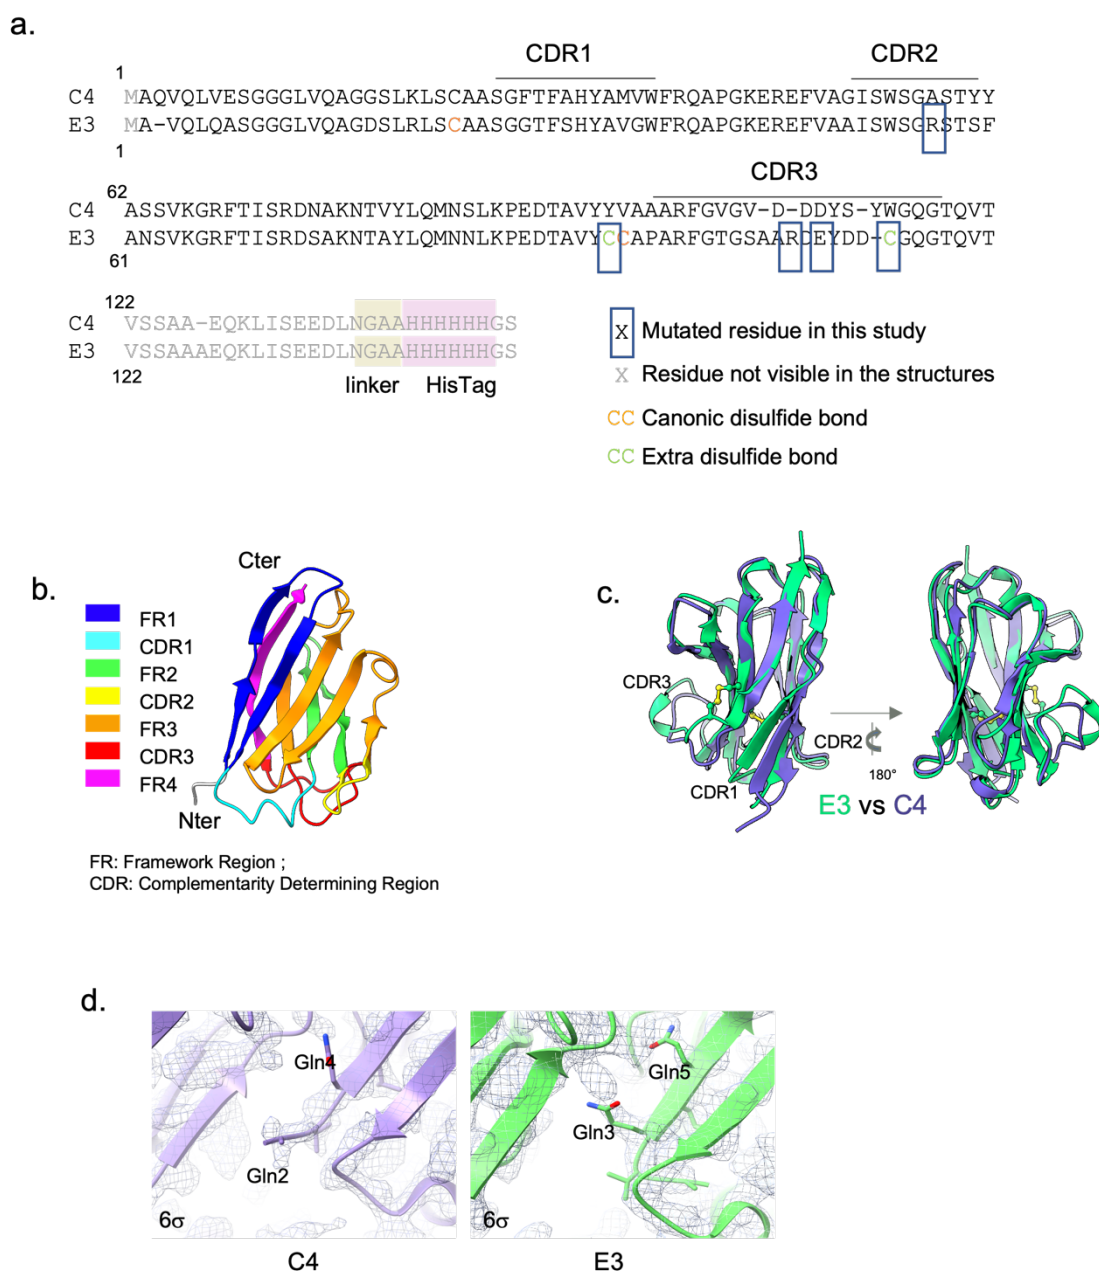 a.
CDR1 CDR2
1
C4 MAQVQLVESGGGLVQAGGSLKLSCAASGFTFAHYAMVWFRQAPGKEREFVAGISWSGASTYY
E3 MA-VQLQASGGGLVQAGDSLRLSCAASGGTFSHYAVGWFRQAPGKEREFVAAISWSGRSTSF
1
CDR3
62
C4 ASSVKGRFTISRDNAKNTVYLQMNSLKPEDTAVYYVAAARFGVGV-D-DDYS-YWGQGTQVT
E3 ANSVKGRFTISRDNAKNTAYLQMNNLKPEDTAVYCCAPARFGTGSAARDEYDD-CGQGTQVT
61
122
C4 VSSAA-EQKLISEEDLNGAAHHHHHHGS
E3 VSSAAAEQKLISEEDLNGAAHHHHHHGS
122
linker HisTag
X Mutated residue in this study
X Residue not visible in the structures
CC Canonic disulfide bond
CC Extra disulfide bond
b.
Cter
FR1
CDR1
FR2
CDR2
FR3
CDR3
FR4
Nter
FR: Framework Region ;
CDR: Complementarity Determining Region
c.
CDR3
CDR2
CDR1
180°
E3 vs C4
d.
Gln4
Gln2
6σ
C4
Gln5
Gln3
6σ
E3